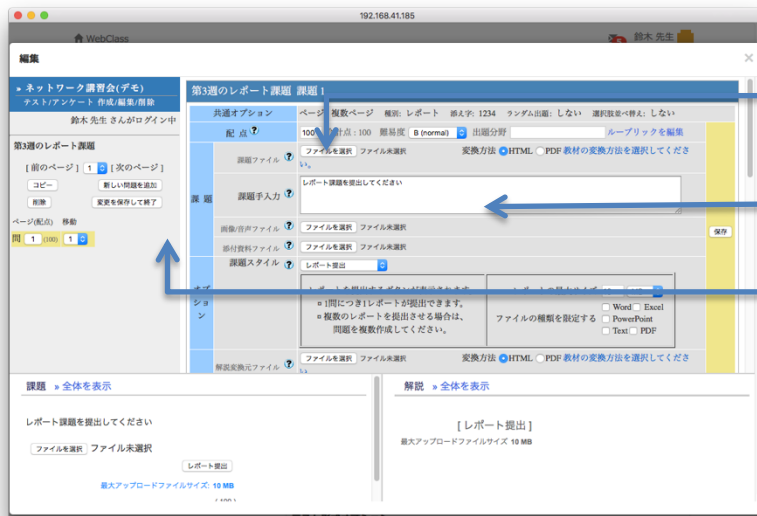 192.168.41.185
WebClass
鈴木 先生
編集
» ネットワーク講習会(デモ)
テスト/アンケート 作成/編集/削除
鈴木 先生 さんがログイン中
第3週のレポート課題
[ 前のページ ] 1 [ 次のページ ]
コピー 新しい問題を追加
削除 変更を保存して終了
ページ(配点) 移動
問 1 (100) 1
第3週のレポート課題 課題 1
共通オプション ページ 複数ページ 種別: レポート 添え字: 1234 ランダム出題: しない 選択肢並べ替え: しない
配 点 100 計点 : 100 難易度 B (normal) 出題分野 ルーブリックを編集
課題ファイル ファイルを選択 ファイル未選択 変換方法 HTML PDF 教材の変換方法を選択してください。
課 題
課題手入力 レポート課題を提出してください
画像/音声ファイル ファイルを選択 ファイル未選択
保存
添付資料ファイル ファイルを選択 ファイル未選択
課題スタイル レポート提出
オプション
¤ 1問につき1レポートが提出できます。
¤ 複数のレポートを提出させる場合は、
問題を複数作成してください。
ファイルの種類を限定する
Word Excel
PowerPoint
Text PDF
解説変換元ファイル ファイルを選択 ファイル未選択 変換方法 HTML PDF 教材の変換方法を選択してくださ
課題 » 全体を表示
レポート課題を提出してください
ファイルを選択 ファイル未選択
レポート提出
最大アップロードファイルサイズ: 10 MB
解説 » 全体を表示
[ レポート提出 ]
最大アップロードファイルサイズ 10 MB